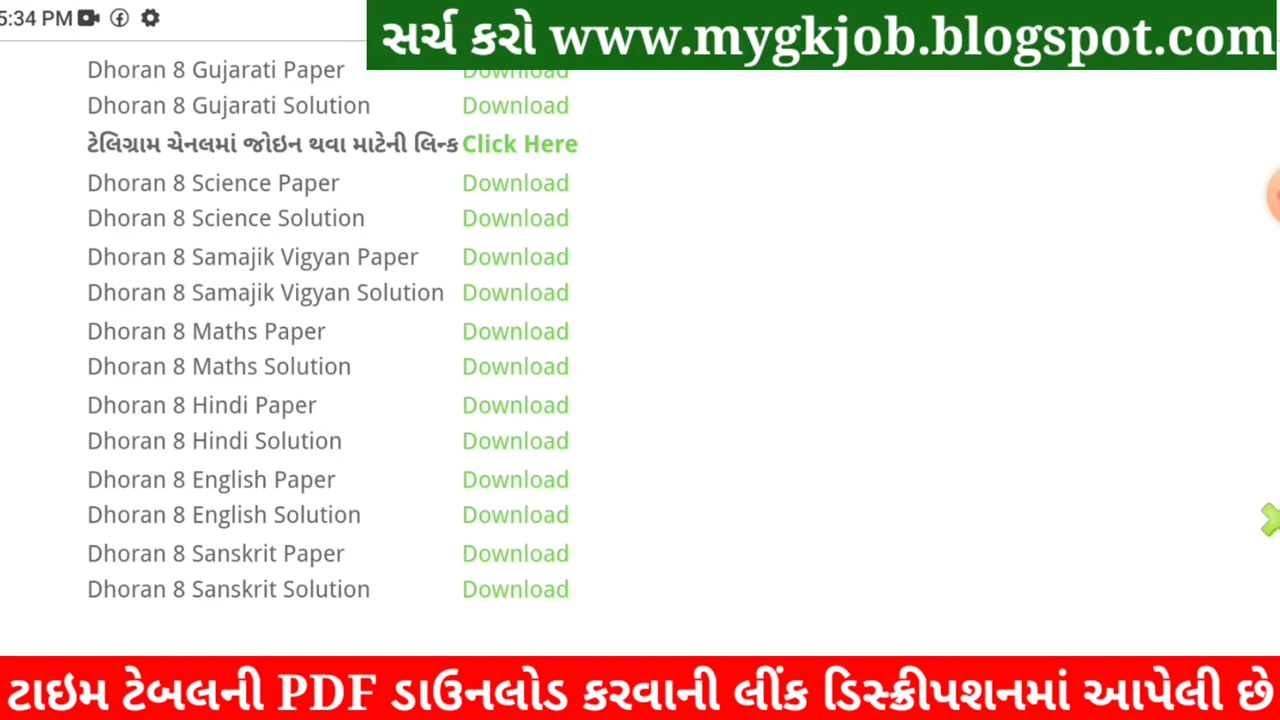 5:34 PM
સર્ચ કરો www.mygkjob.blogspot.com
Dhoran 8 Gujarati Paper Download
Dhoran 8 Gujarati Solution Download
ટેલિગ્રામ ચેનલમાં જોઇન થવા માટેની લિન્ક Click Here
Dhoran 8 Science Paper Download
Dhoran 8 Science Solution Download
Dhoran 8 Samajik Vigyan Paper Download
Dhoran 8 Samajik Vigyan Solution Download
Dhoran 8 Maths Paper Download
Dhoran 8 Maths Solution Download
Dhoran 8 Hindi Paper Download
Dhoran 8 Hindi Solution Download
Dhoran 8 English Paper Download
Dhoran 8 English Solution Download
Dhoran 8 Sanskrit Paper Download
Dhoran 8 Sanskrit Solution Download
ટાઇમ ટેબલની PDF ડાઉનલોડ કરવાની લીંક ડિસ્ક્રીપશનમાં આપેલી છે